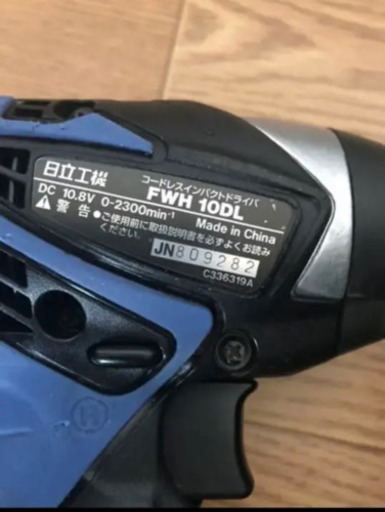 日立工機
コードレスインパクトドライバ
FWH 10DL
DC 10.8V 0-2300min⁻¹
Made in China
警告
●ご使用前に取扱説明書を必ずよくお読み
ください。
JN809282
C336319A